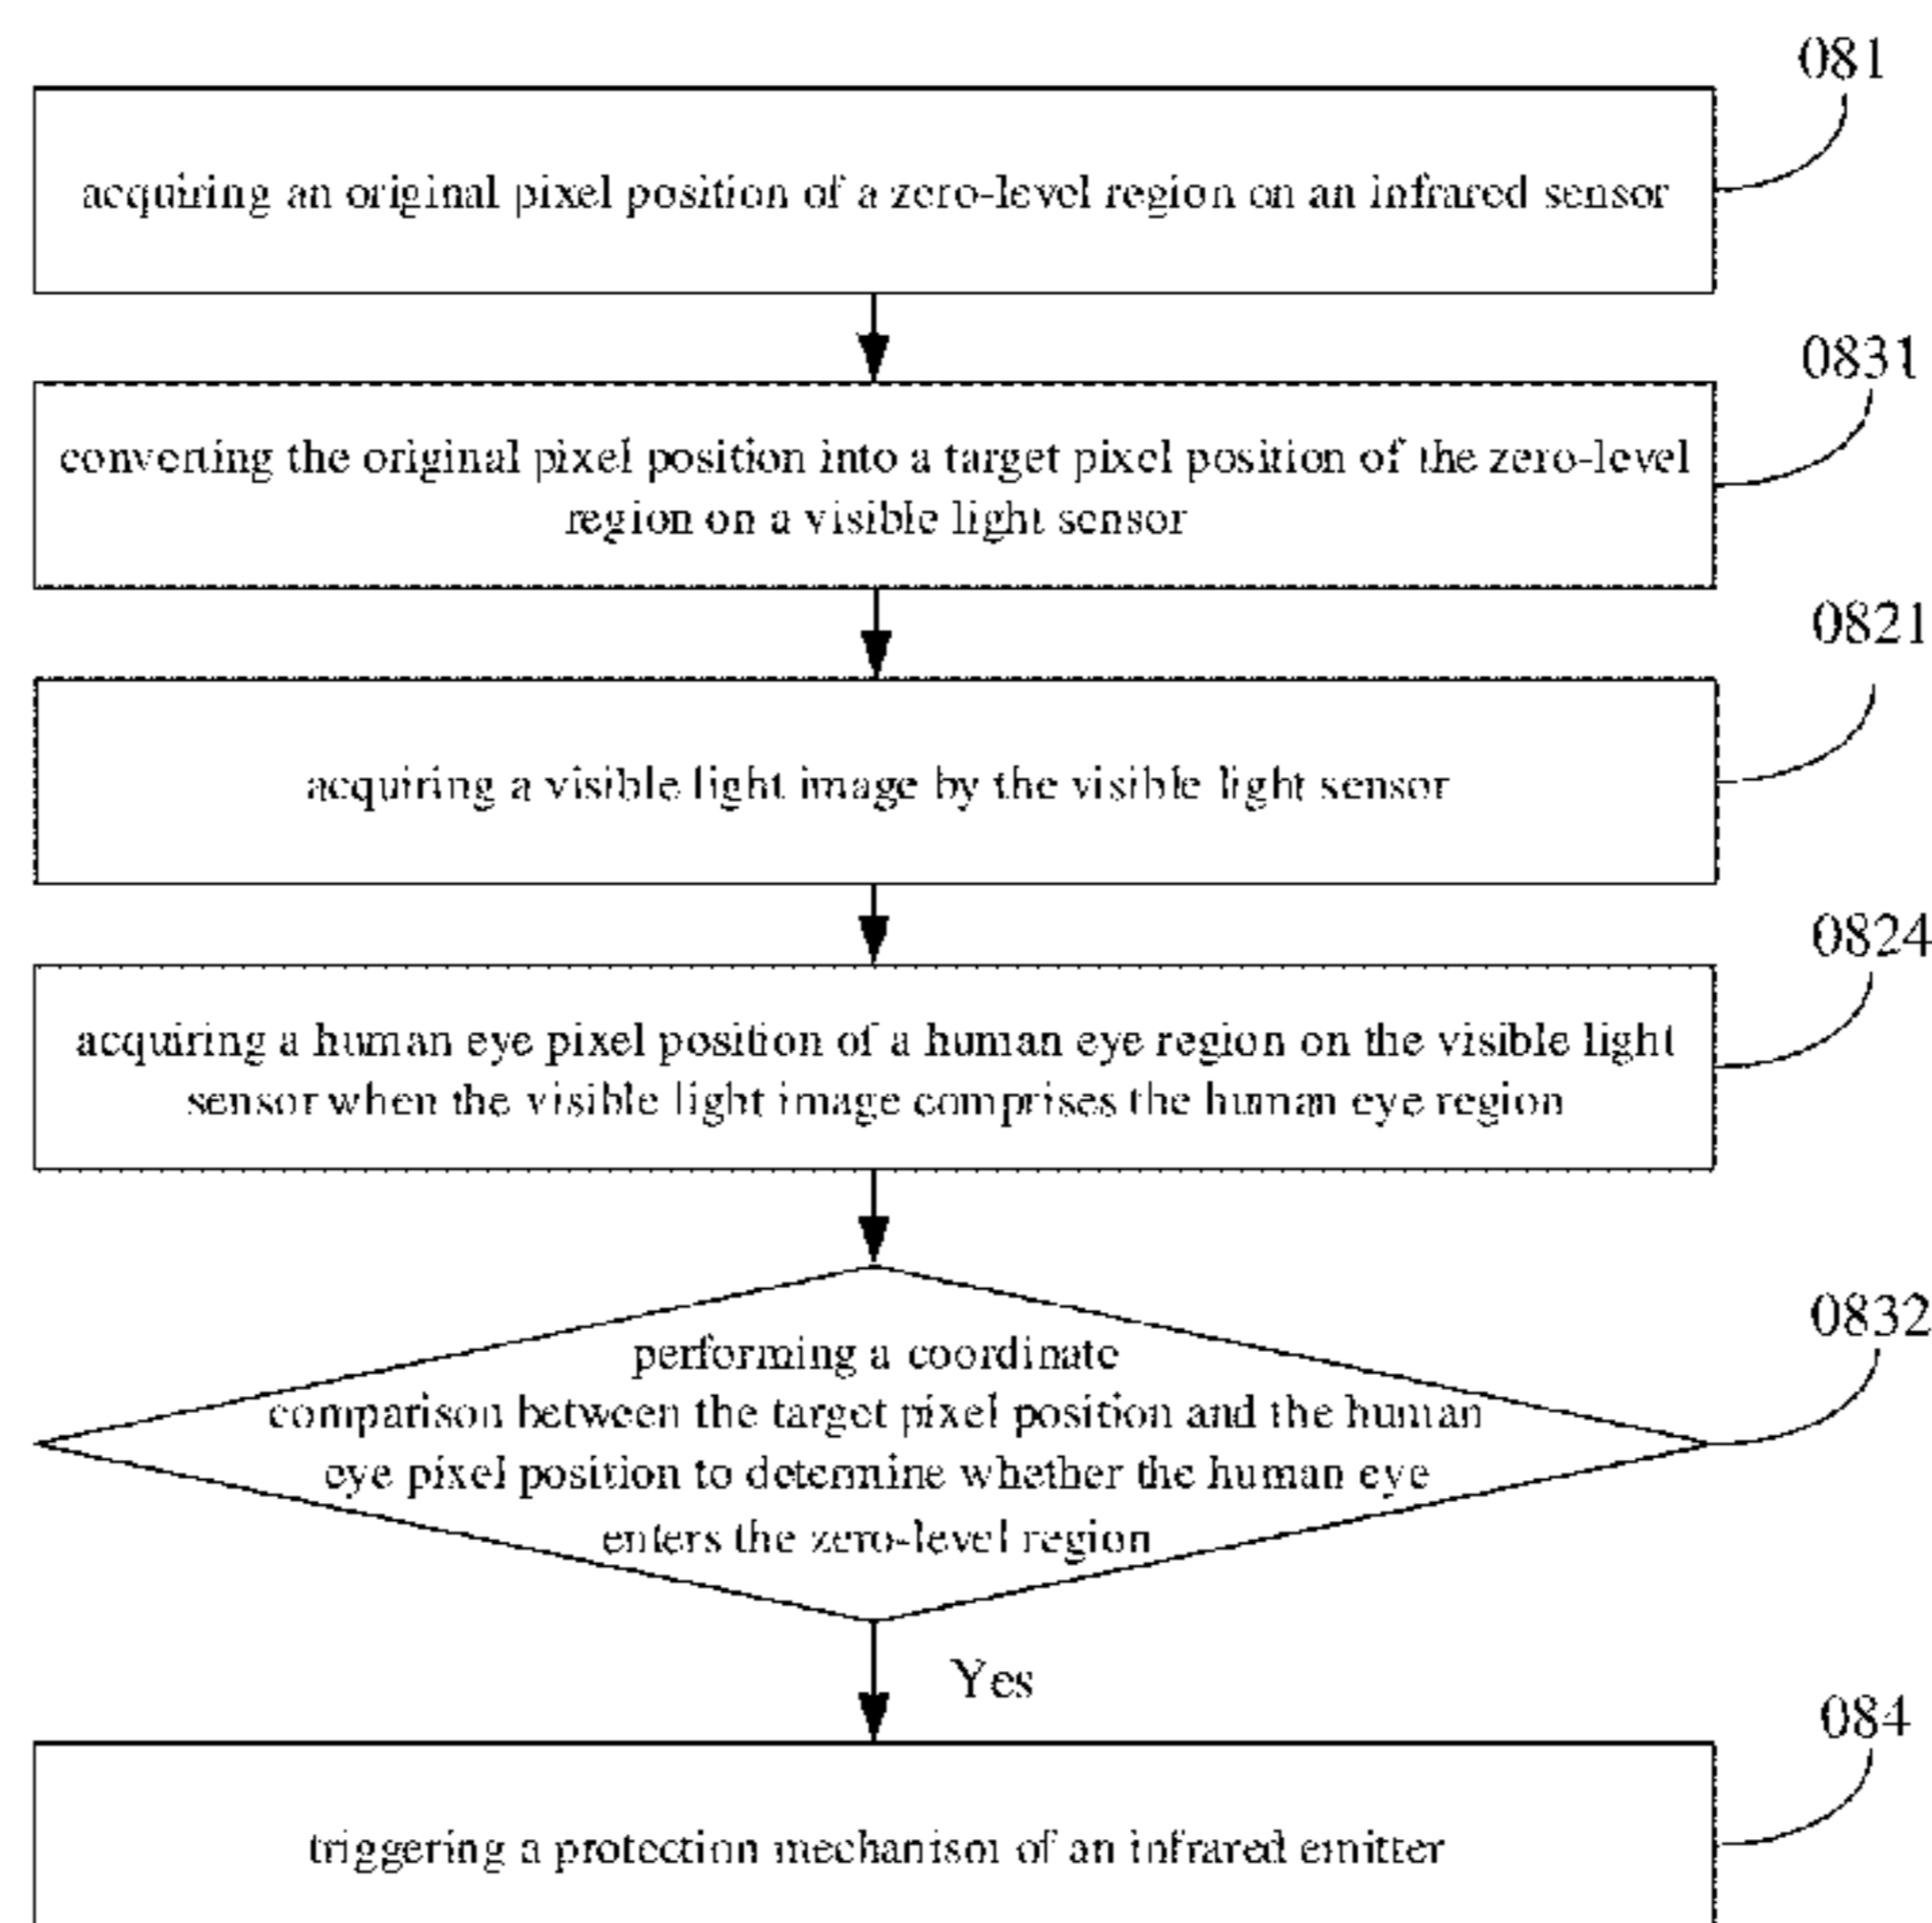 081
acquiring an original pixel position of a zero-level region on an infrared sensor
0831
converting the original pixel position into a target pixel position of the zero-level
region on a visible light sensor
0821
acquiring a visible light image by the visible light sensor
0824
acquiring a human eye pixel position of a human eye region on the visible light
sensor when the visible light image comprises the human eye region
0832
performing a coordinate
comparison between the target pixel position and the human
eye pixel position to determine whether the human eye
enters the zero-level region
Yes
084
triggering a protection mechanism of an infrared emitter